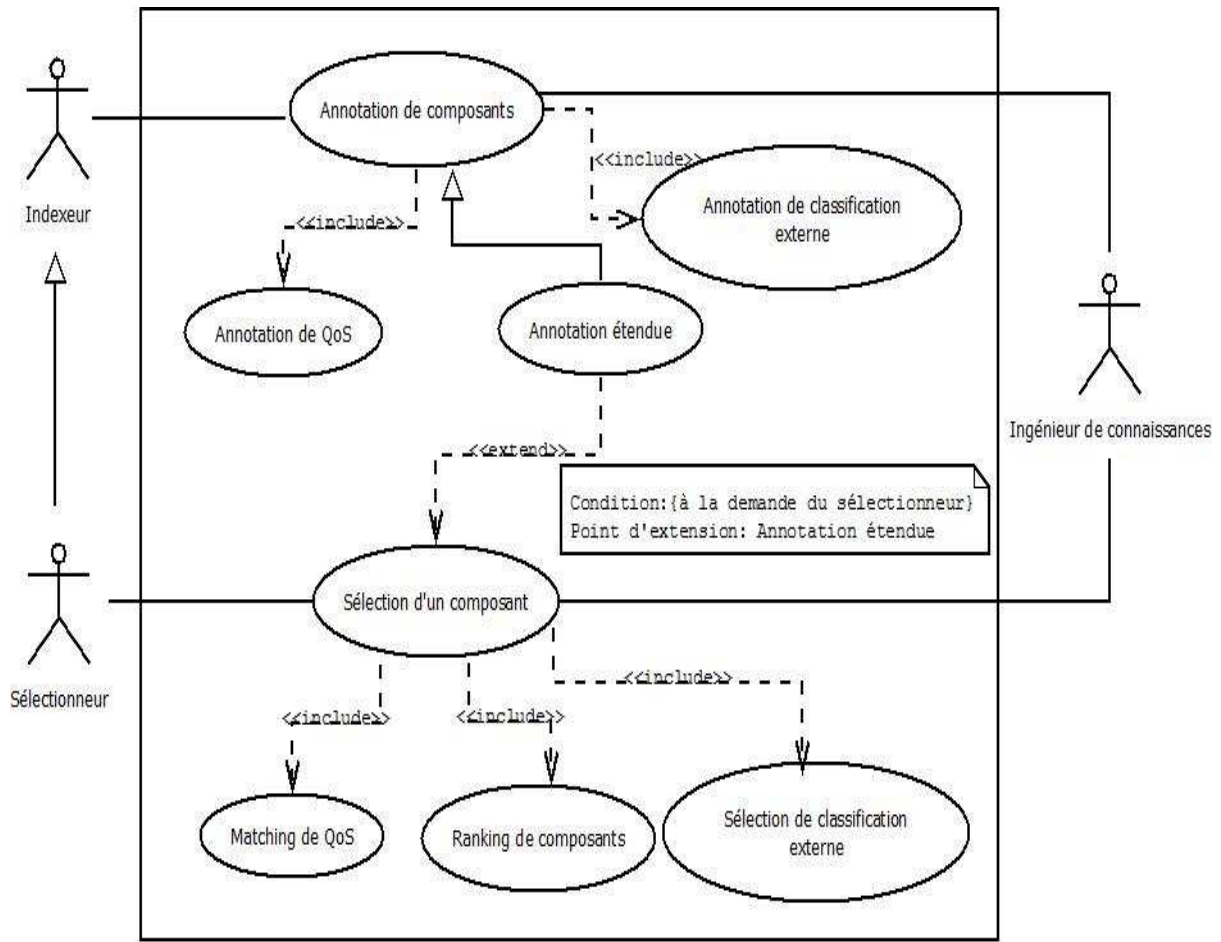 Annotation de composants
<<include>>
Annotation de classification
externe
Indexeur
<<include>>
Annotation de QoS
Annotation étendue
Ingénieur de connaissances
<<extend>>
Condition:{à la demande du sélectionneur}
Point d'extension: Annotation étendue
Sélection d'un composant
Sélectionneur
<<include>>
<<include>>
<<include>>
Matching de QoS
Ranking de composants
Sélection de classification
externe